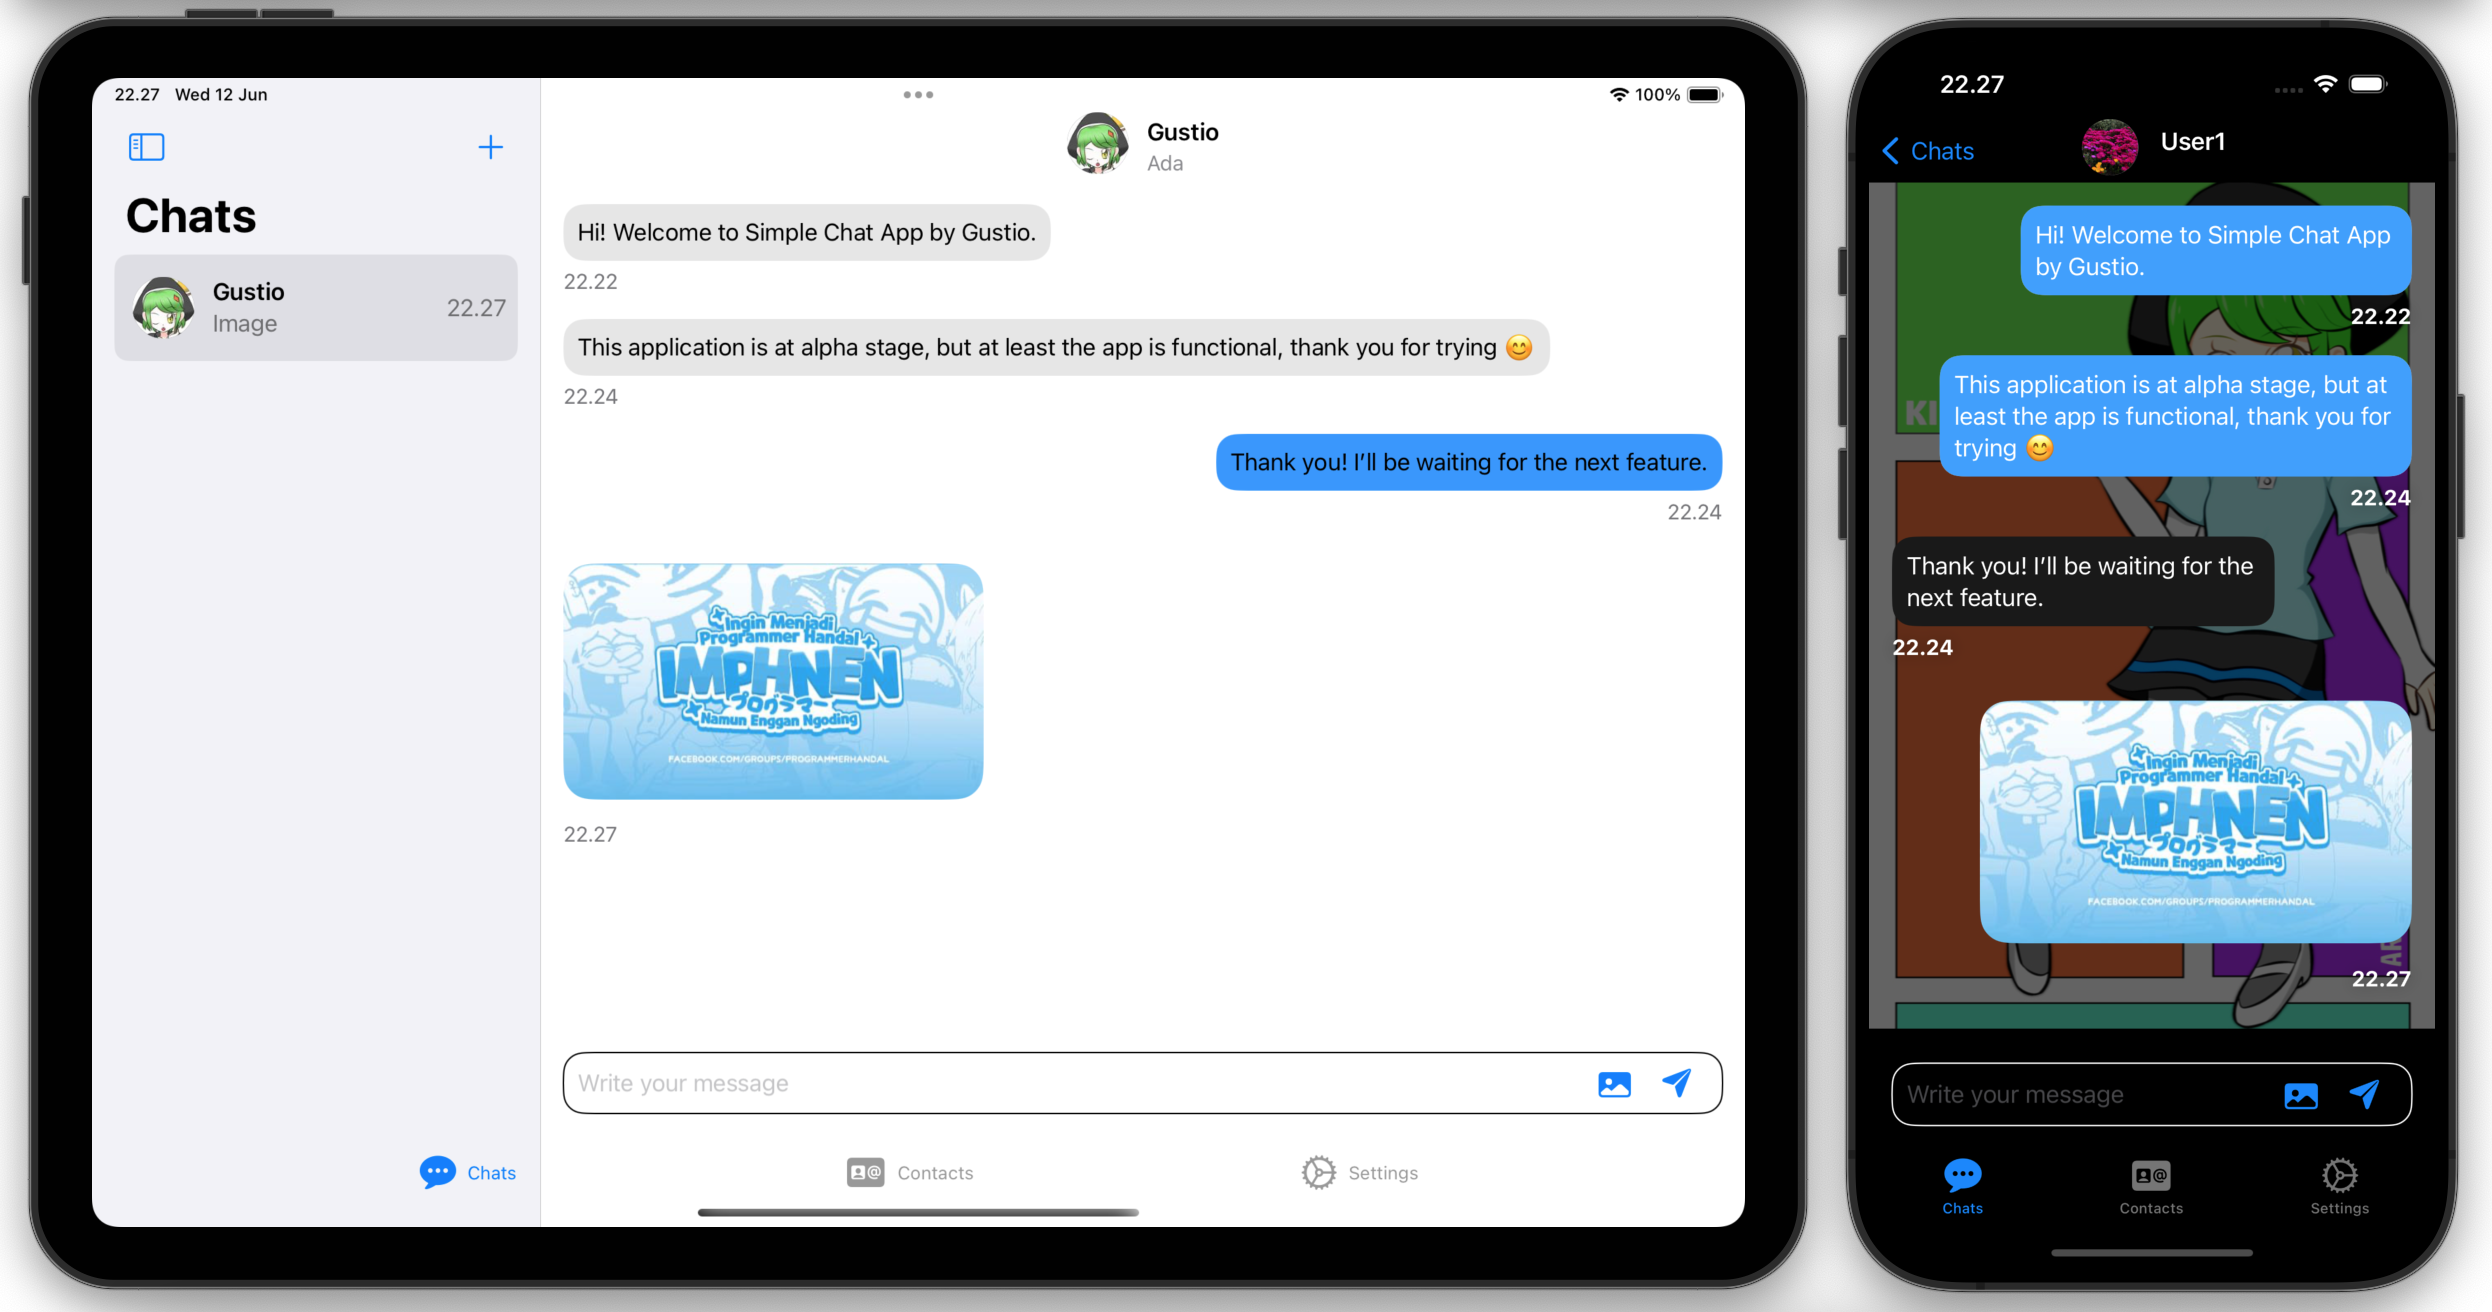 22.27 Wed 12 Jun
100%
Chats
Gustio
Image
22.27
Gustio
Ada
Hi! Welcome to Simple Chat App by Gustio.
22.22
This application is at alpha stage, but at least the app is functional, thank you for trying 😊
22.24
Thank you! I'll be waiting for the next feature.
22.24
Ingin Menjadi
Programmer Handal
IMPHNEN
プログラマー
Namun Enggan Ngoding
FACEBOOK.COM/GROUPS/PROGRAMMERHANDAL
22.27
Write your message
Chats
Contacts
Settings
22.27
Chats
User1
Hi! Welcome to Simple Chat App
by Gustio.
22.22
KI
This application is at alpha stage, but at
least the app is functional, thank you for
trying 😊
22.24
Thank you! I'll be waiting for the
next feature.
22.24
Ingin Menjadi
Programmer Handal
IMPHNEN
プログラマー
Namun Enggan Ngoding
FACEBOOK.COM/GROUPS/PROGRAMMERHANDAL
AR
22.27
Write your message
Chats
Contacts
Settings